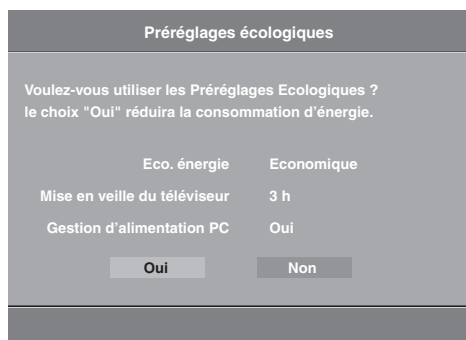 Préréglages écologiques
Voulez-vous utiliser les Préréglages Ecologiques ?
le choix "Oui" réduira la consommation d'énergie.
Eco. énergie Economique
Mise en veille du téléviseur 3 h
Gestion d'alimentation PC Oui
Oui Non